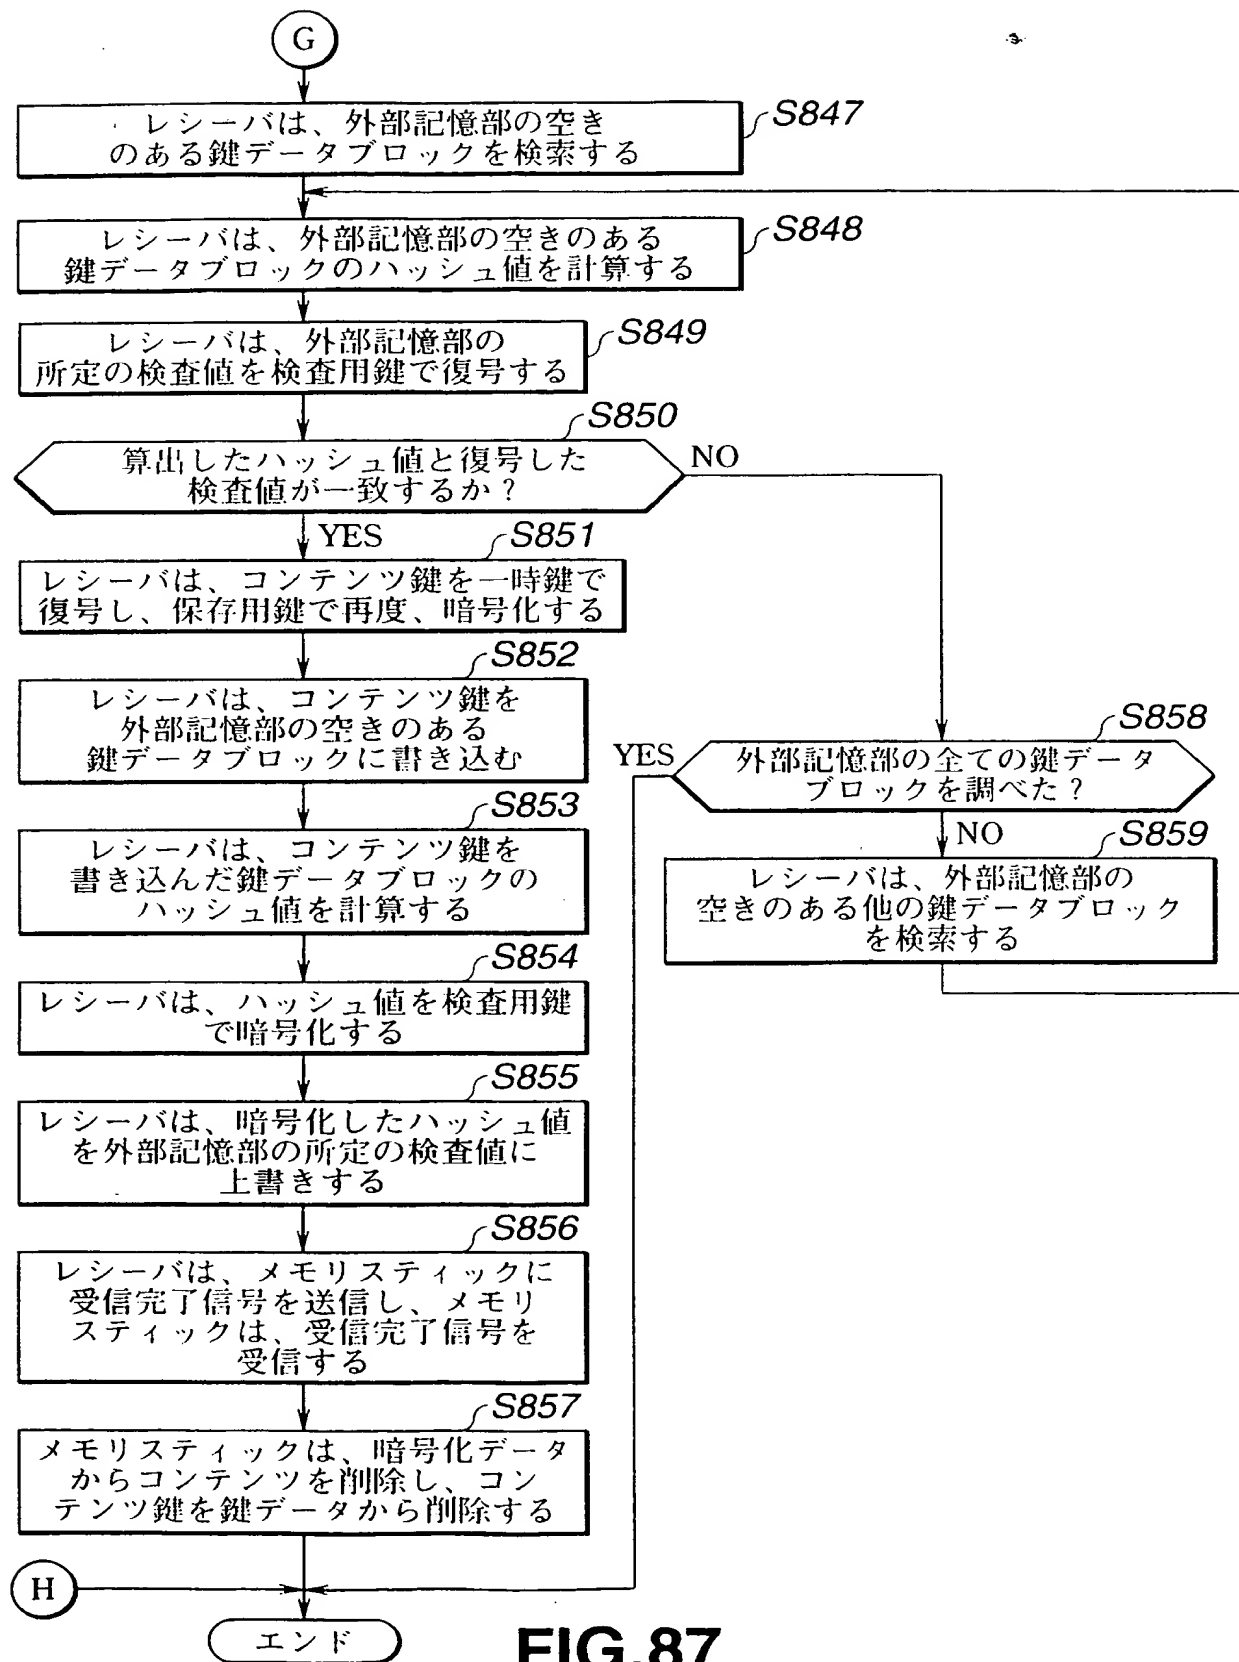 G
レシーバは、外部記憶部の空き
のある鍵データブロックを検索する
S847
レシーバは、外部記憶部の空きのある
鍵データブロックのハッシュ値を計算する
S848
レシーバは、外部記憶部の
所定の検査値を検査用鍵で復号する
S849
S850
算出したハッシュ値と復号した
検査値が一致するか？
NO
YES
S851
レシーバは、コンテンツ鍵を一時鍵で
復号し、保存用鍵で再度、暗号化する
S852
レシーバは、コンテンツ鍵を
外部記憶部の空きのある
鍵データブロックに書き込む
S853
レシーバは、コンテンツ鍵を
書き込んだ鍵データブロックの
ハッシュ値を計算する
S854
レシーバは、ハッシュ値を検査用鍵
で暗号化する
S855
レシーバは、暗号化したハッシュ値
を外部記憶部の所定の検査値に
上書きする
S856
レシーバは、メモリスティックに
受信完了信号を送信し、メモリ
スティックは、受信完了信号を
受信する
S857
メモリスティックは、暗号化データ
からコンテンツを削除し、コン
テンツ鍵を鍵データから削除する
S858
YES
外部記憶部の全ての鍵データ
ブロックを調べた？
NO
S859
レシーバは、外部記憶部の
空きのある他の鍵データブロック
を検索する
H
エンド
FIG.87